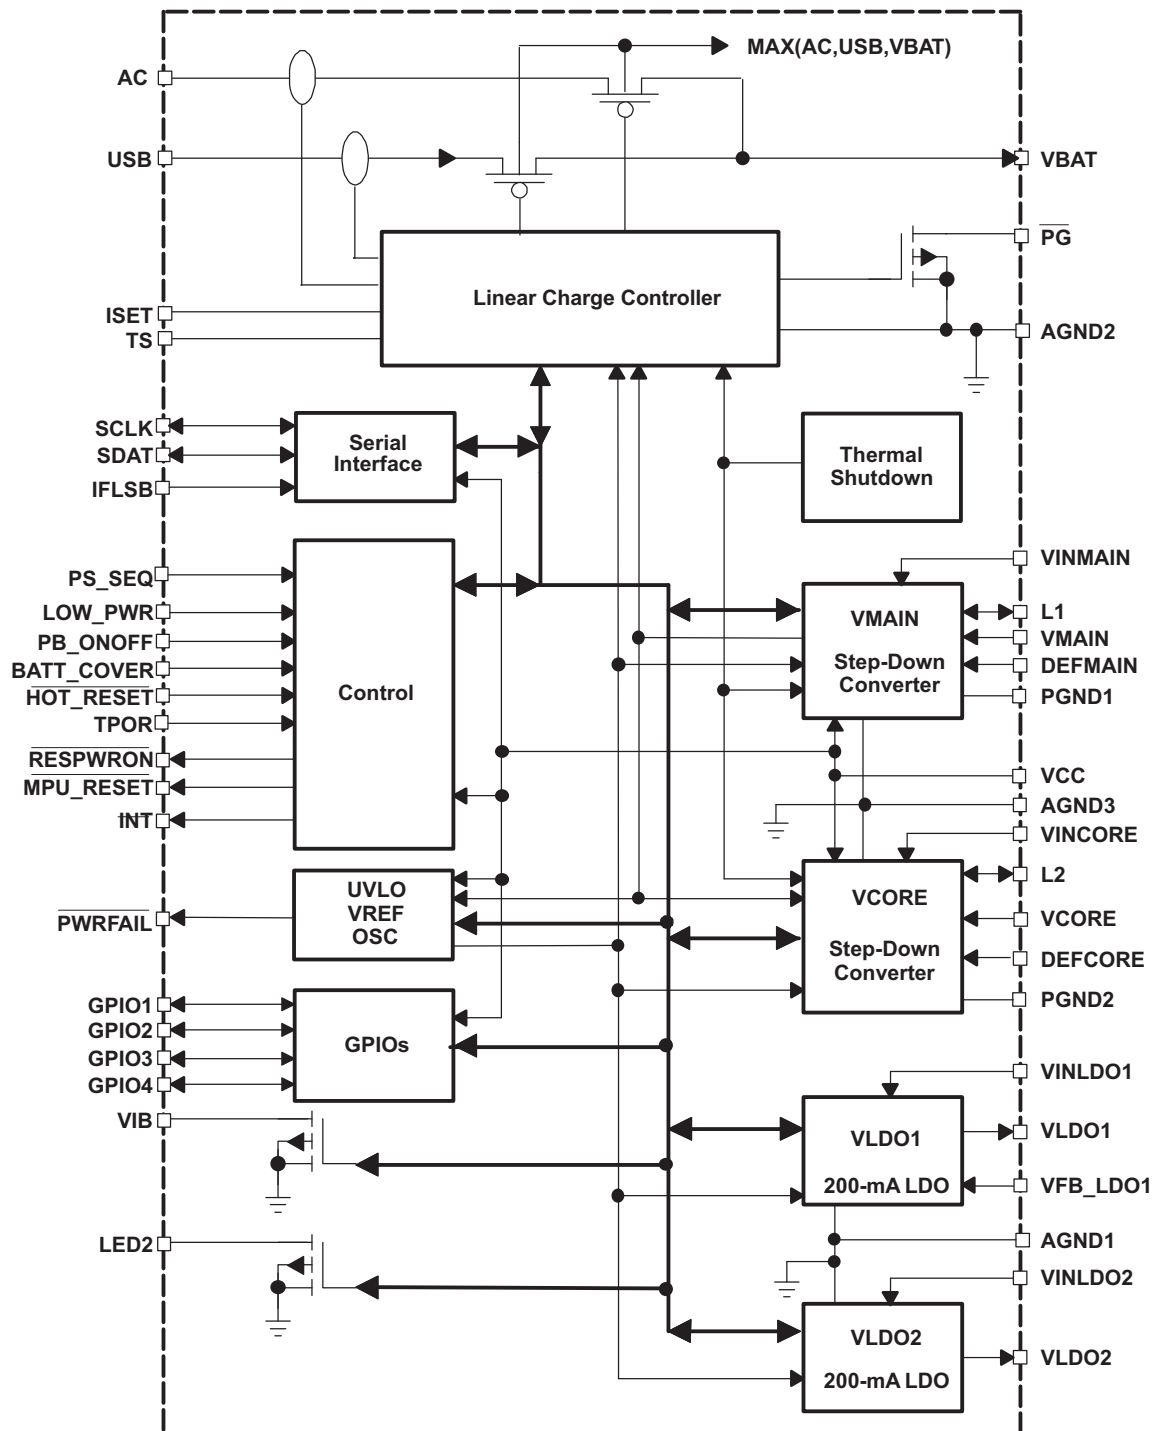 MAX(AC,USB,VBAT)
AC
USB
VBAT
PG
Linear Charge Controller
ISET
TS
AGND2
SCLK
SDAT
IFLSB
Serial
Interface
Thermal
Shutdown
VINMAIN
PS_SEQ
LOW_PWR
PB_ONOFF
BATT_COVER
HOT_RESET
TPOR
RESPWRON
MPU_RESET
INT
Control
VMAIN
Step-Down
Converter
L1
VMAIN
DEFMAIN
PGND1
VCC
AGND3
VINCORE
PWRFAIL
UVLO
VREF
OSC
VCORE
Step-Down
Converter
L2
VCORE
DEFCORE
PGND2
GPIO1
GPIO2
GPIO3
GPIO4
GPIOs
VIB
VINLDO1
VLDO1
200-mA LDO
VLDO1
VFB_LDO1
LED2
AGND1
VINLDO2
VLDO2
200-mA LDO
VLDO2